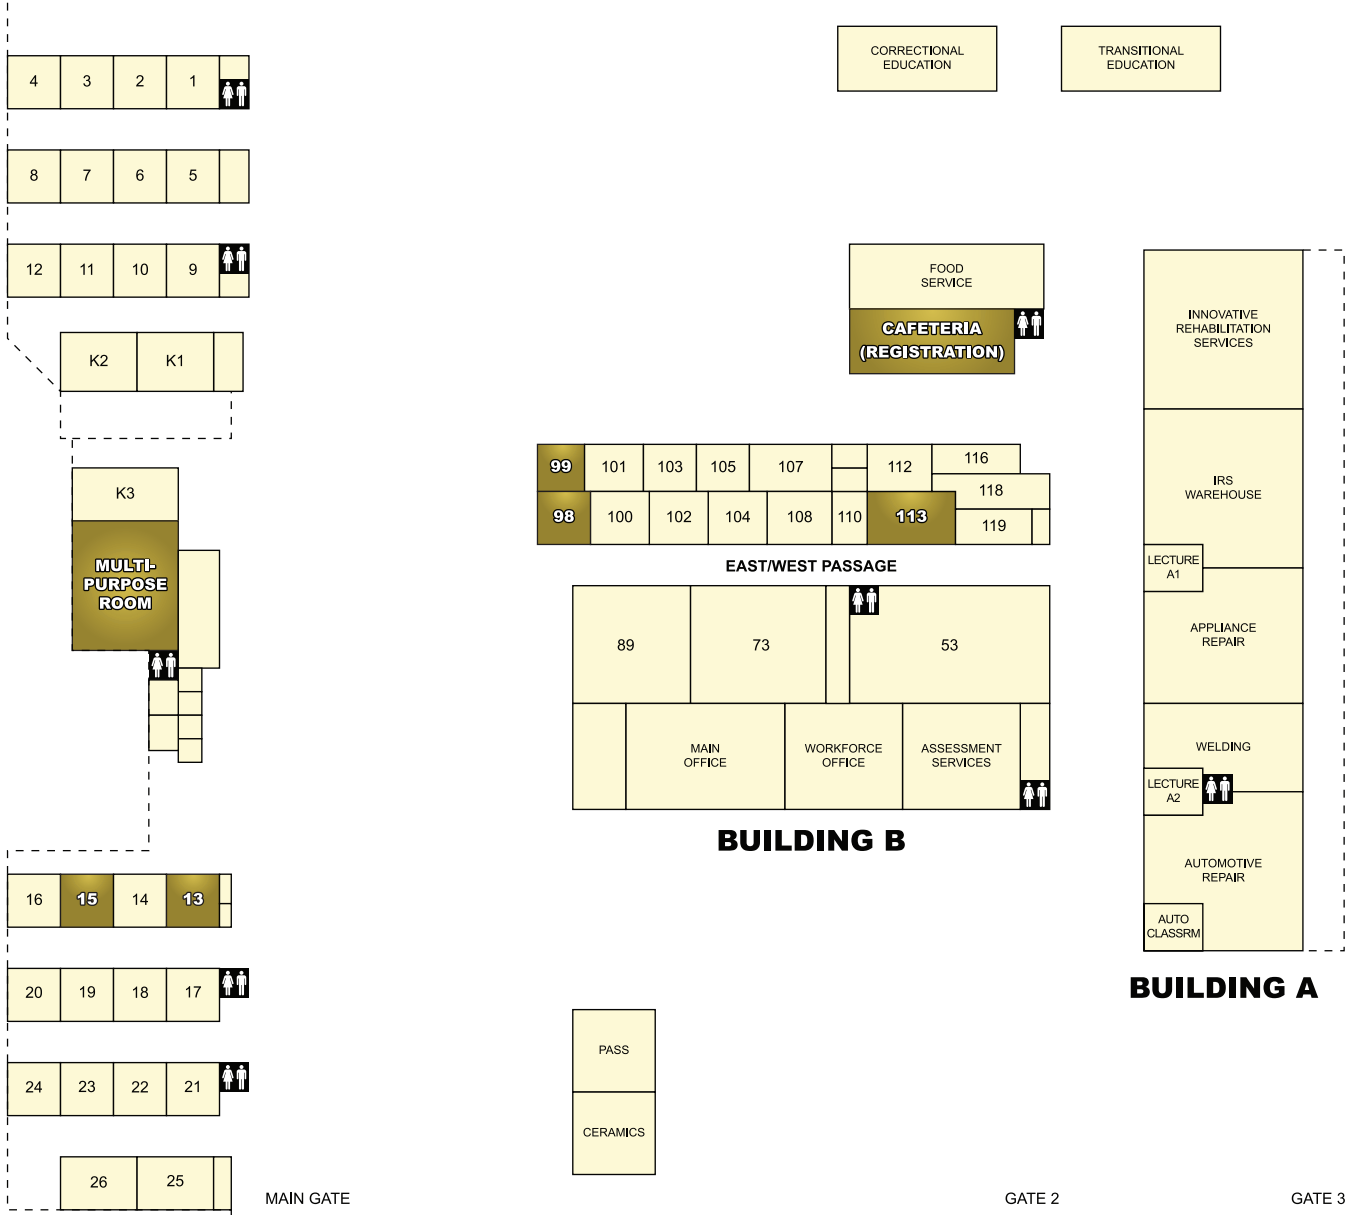 CORRECTIONAL
EDUCATION
TRANSITIONAL
EDUCATION
4 3 2 1
8 7 6 5
12 11 10 9
K2 K1
K3
MULTI-
PURPOSE
ROOM
FOOD
SERVICE
CAFETERIA
(REGISTRATION)
99 101 103 105 107 112 116
118
98 100 102 104 108 110 113 119
EAST/WEST PASSAGE
89 73 53
MAIN
OFFICE
WORKFORCE
OFFICE
ASSESSMENT
SERVICES
BUILDING B
INNOVATIVE
REHABILITATION
SERVICES
IRS
WAREHOUSE
LECTURE
A1
APPLIANCE
REPAIR
WELDING
LECTURE
A2
AUTOMOTIVE
REPAIR
AUTO
CLASSRM
BUILDING A
16 15 14 13
20 19 18 17
24 23 22 21
26 25
PASS
CERAMICS
MAIN GATE
GATE 2
GATE 3